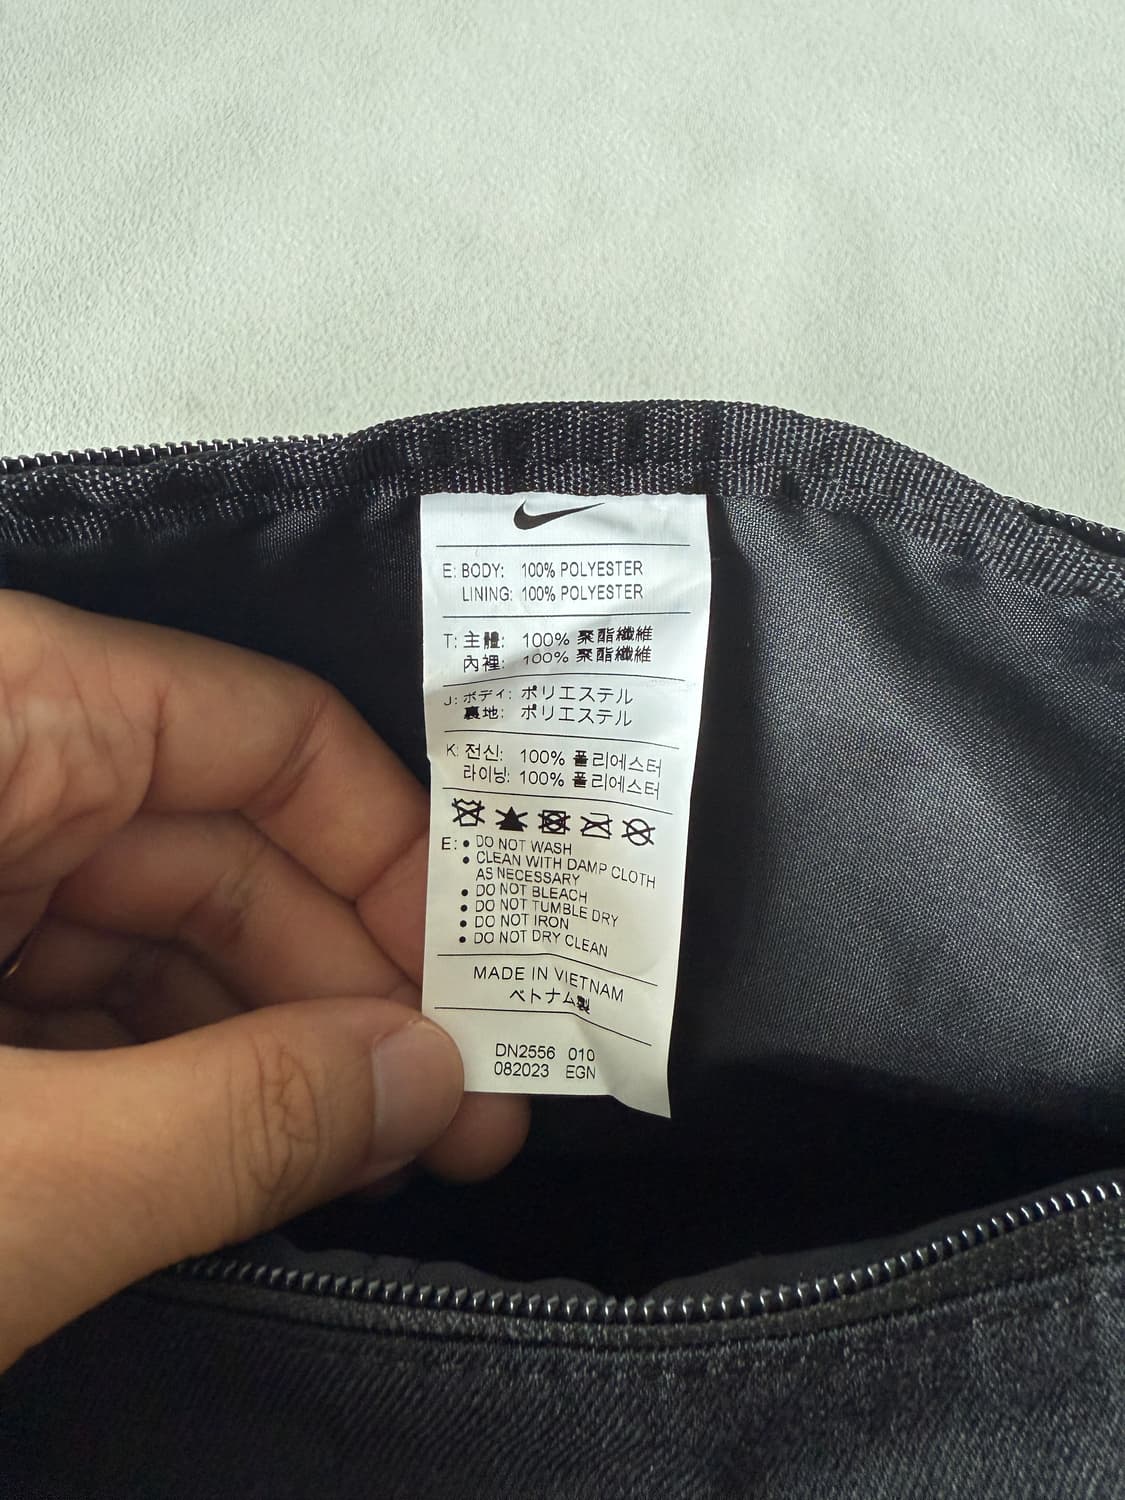 E: BODY: 100% POLYESTER
LINING: 100% POLYESTER
T: 主體: 100% 聚酯纖維
內裡: 100% 聚酯纖維
J: ボディ: ポリエステル
裏地: ポリエステル
K: 전신: 100% 폴리에스터
라이닝: 100% 폴리에스터
E: • DO NOT WASH
• CLEAN WITH DAMP CLOTH
AS NECESSARY
• DO NOT BLEACH
• DO NOT TUMBLE DRY
• DO NOT IRON
• DO NOT DRY CLEAN
MADE IN VIETNAM
ベトナム製
DN2556 010
082023 EGN